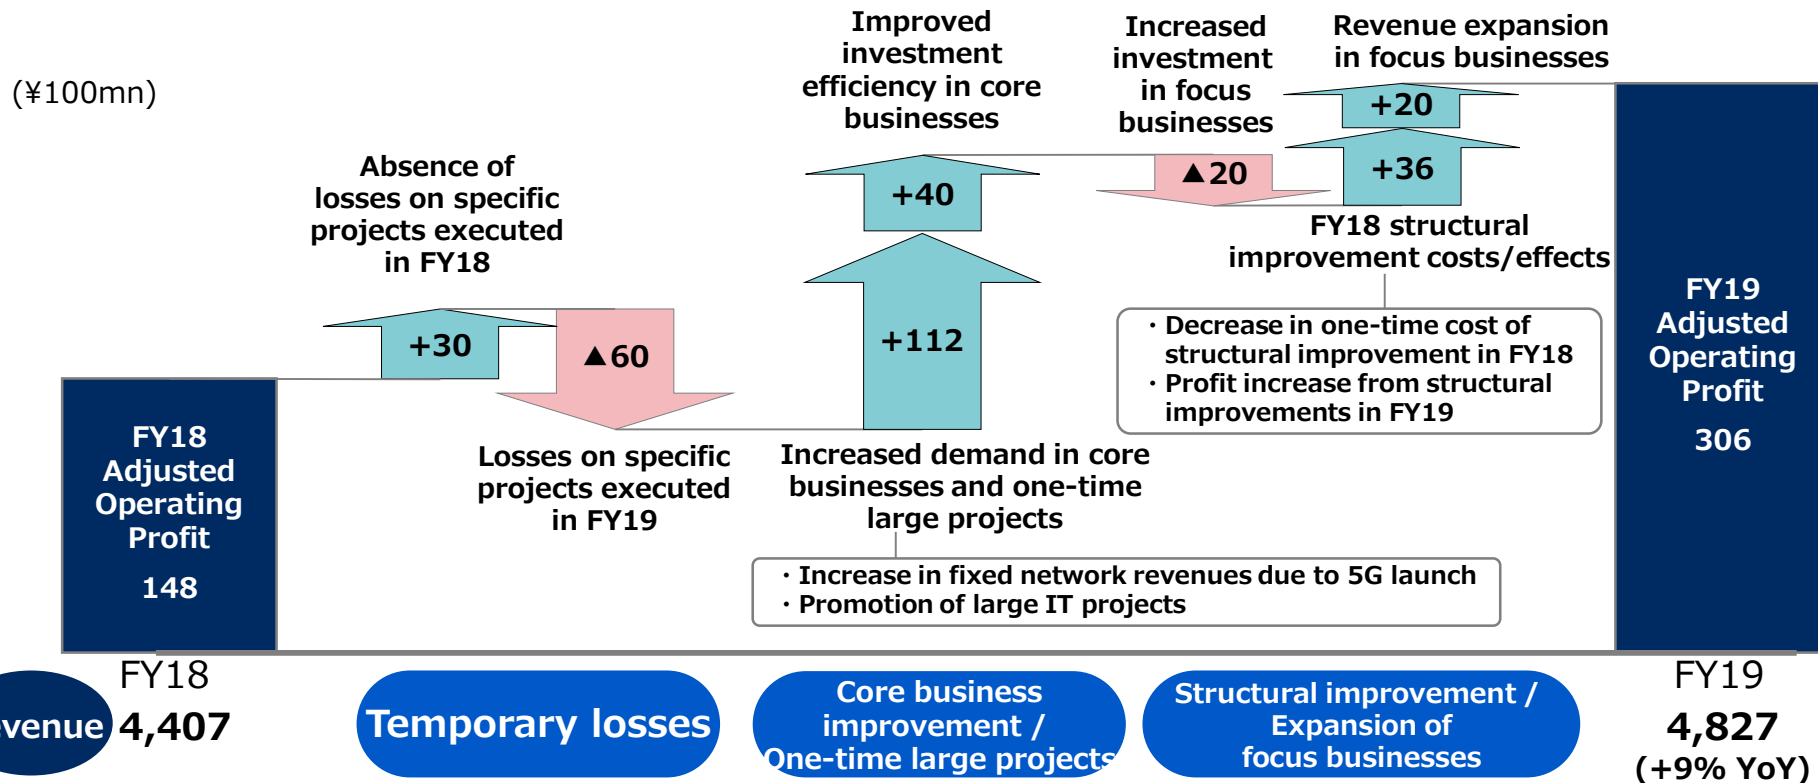 (¥100mn)
Absence of
losses on specific
projects executed
in FY18
Improved
investment
efficiency in core
businesses
Increased
investment
in focus
businesses
Revenue expansion
in focus businesses
+30
▲60
+40
+112
▲20
+20
+36
FY18 structural
improvement costs/effects
・Decrease in one-time cost of
structural improvement in FY18
・Profit increase from structural
improvements in FY19
FY18
Adjusted
Operating
Profit
148
Losses on specific
projects executed
in FY19
Increased demand in core
businesses and one-time
large projects
・Increase in fixed network revenues due to 5G launch
・Promotion of large IT projects
FY19
Adjusted
Operating
Profit
306
evenue
FY18
4,407
Temporary losses
Core business
improvement /
One-time large projects
Structural improvement /
Expansion of
focus businesses
FY19
4,827
(+9% YoY)